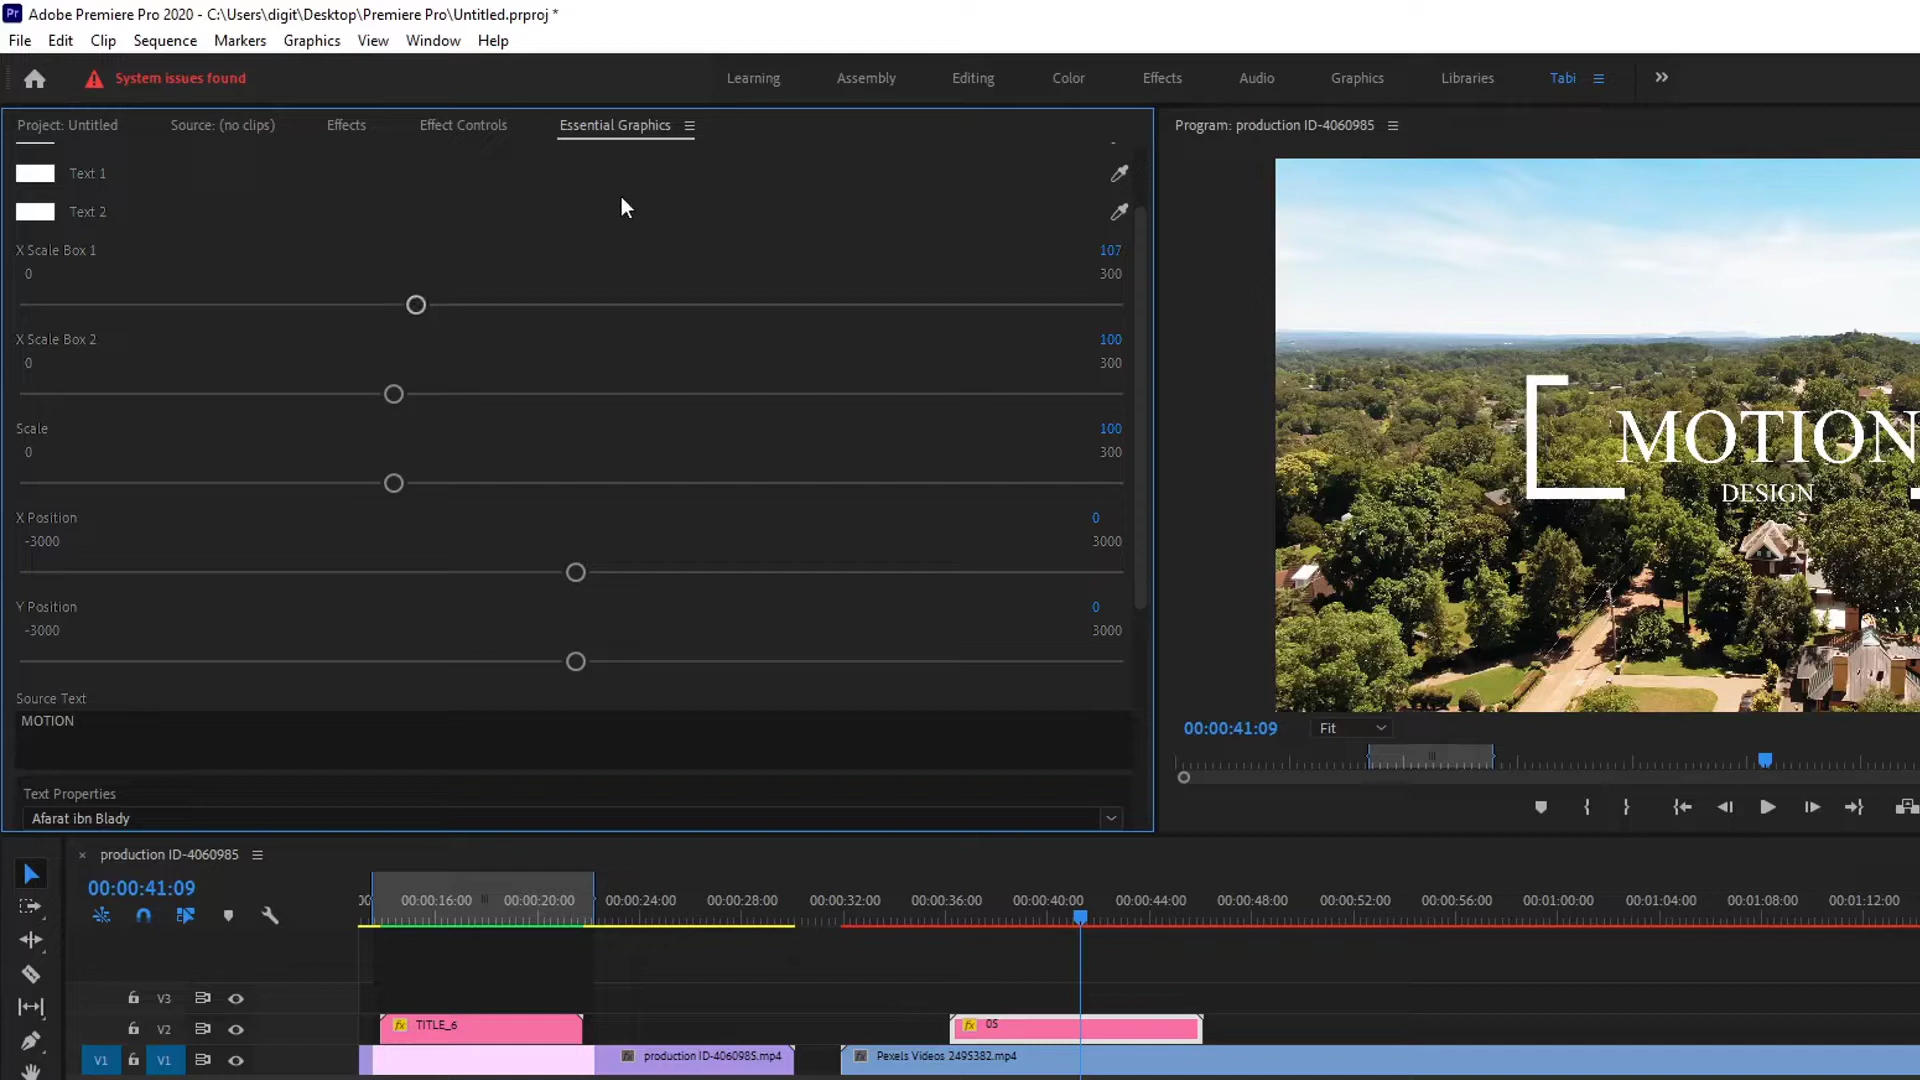 Adobe Premiere Pro 2020 - C:\Users\digit\Desktop\Premiere Pro\Untitled.prproj *
File Edit Clip Sequence Markers Graphics View Window Help
System issues found
Learning Assembly Editing Color Effects Audio Graphics Libraries Tabi
Project: Untitled Source: (no clips) Effects Effect Controls Essential Graphics
Program: production ID-4060985
Text 1
Text 2
X Scale Box 1
107
0
300
X Scale Box 2
100
0
300
Scale
100
0
300
X Position
0
-3000
3000
Y Position
0
-3000
3000
Source Text
MOTION
Text Properties
Afarat ibn Blady
MOTION
DESIGN
00:00:41:09 Fit
production ID-4060985
00:00:41:09
00:00:16:00 00:00:20:00 00:00:24:00 00:00:28:00 00:00:32:00 00:00:36:00 00:00:40:00 00:00:44:00 00:00:48:00 00:00:52:00 00:00:56:00 00:01:00:00 00:01:04:00 00:01:08:00 00:01:12:00
V3
V2 fx TITLE_6 fx 05
V1 V1 fx production ID-4060985.mp4 fx Pexels Videos 2495382.mp4